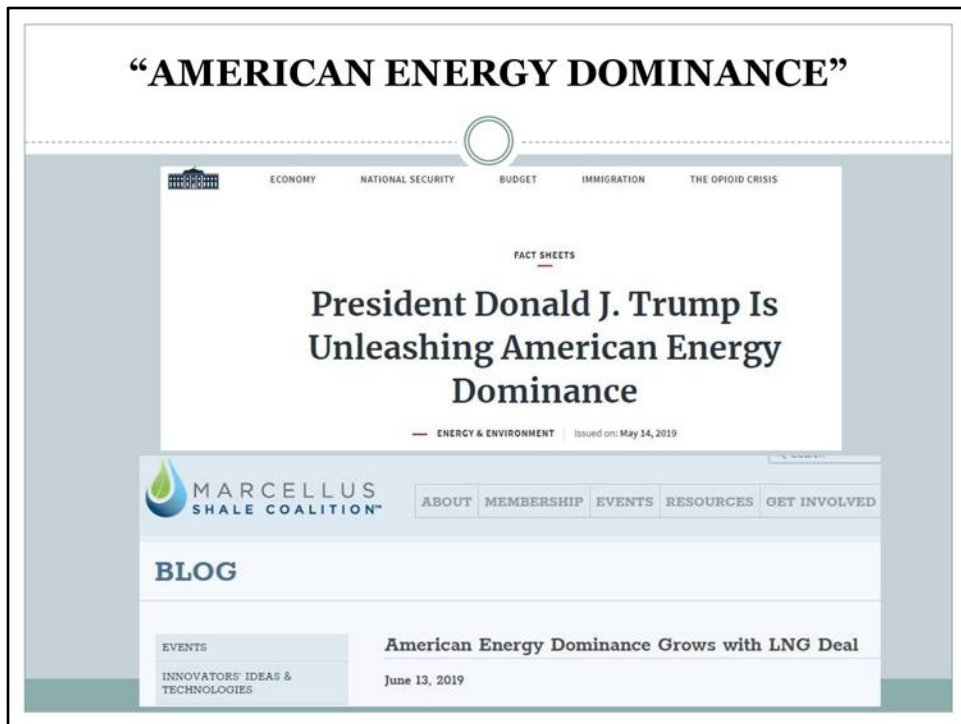 “AMERICAN ENERGY DOMINANCE”
ECONOMY NATIONAL SECURITY BUDGET IMMIGRATION THE OPIOID CRISIS
FACT SHEETS
President Donald J. Trump Is
Unleashing American Energy
Dominance
ENERGY & ENVIRONMENT Issued on: May 14, 2019
MARCELLUS
SHALE COALITION™
ABOUT MEMBERSHIP EVENTS RESOURCES GET INVOLVED
BLOG
EVENTS
INNOVATORS' IDEAS &
TECHNOLOGIES
American Energy Dominance Grows with LNG Deal
June 13, 2019